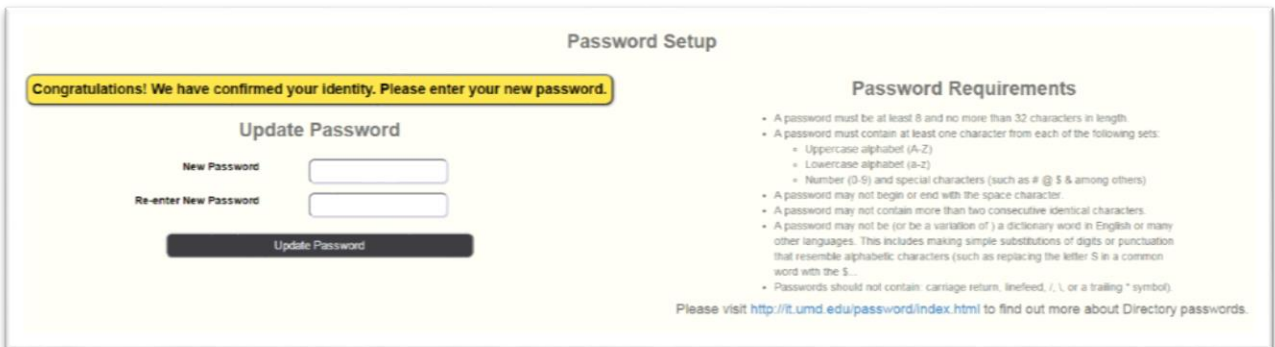 Password Setup
Congratulations! We have confirmed your identity. Please enter your new password.
Update Password
New Password
Re-enter New Password
Update Password
Password Requirements
• A password must be at least 8 and no more than 32 characters in length.
• A password must contain at least one character from each of the following sets:
Uppercase alphabet (A-Z)
Lowercase alphabet (a-z)
Number (0-9) and special characters (such as # @ $ & among others)
• A password may not begin or end with the space character.
• A password may not contain more than two consecutive identical characters.
• A password may not be (or be a variation of ) a dictionary word in English or many
other languages. This includes making simple substitutions of digits or punctuation
that resemble alphabetic characters (such as replacing the letter S in a common
word with the $...
• Passwords should not contain: carriage return, linefeed, /, \, or a trailing * symbol).
Please visit http://it.umd.edu/password/index.html to find out more about Directory passwords.